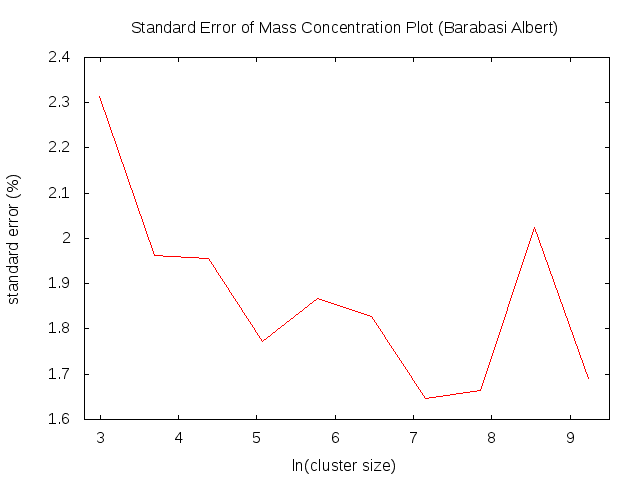 Standard Error of Mass Concentration Plot (Barabasi Albert)
2.4
2.3
2.2
2.1
2
1.9
1.8
1.7
1.6
standard error (%)
3 4 5 6 7 8 9
ln(cluster size)